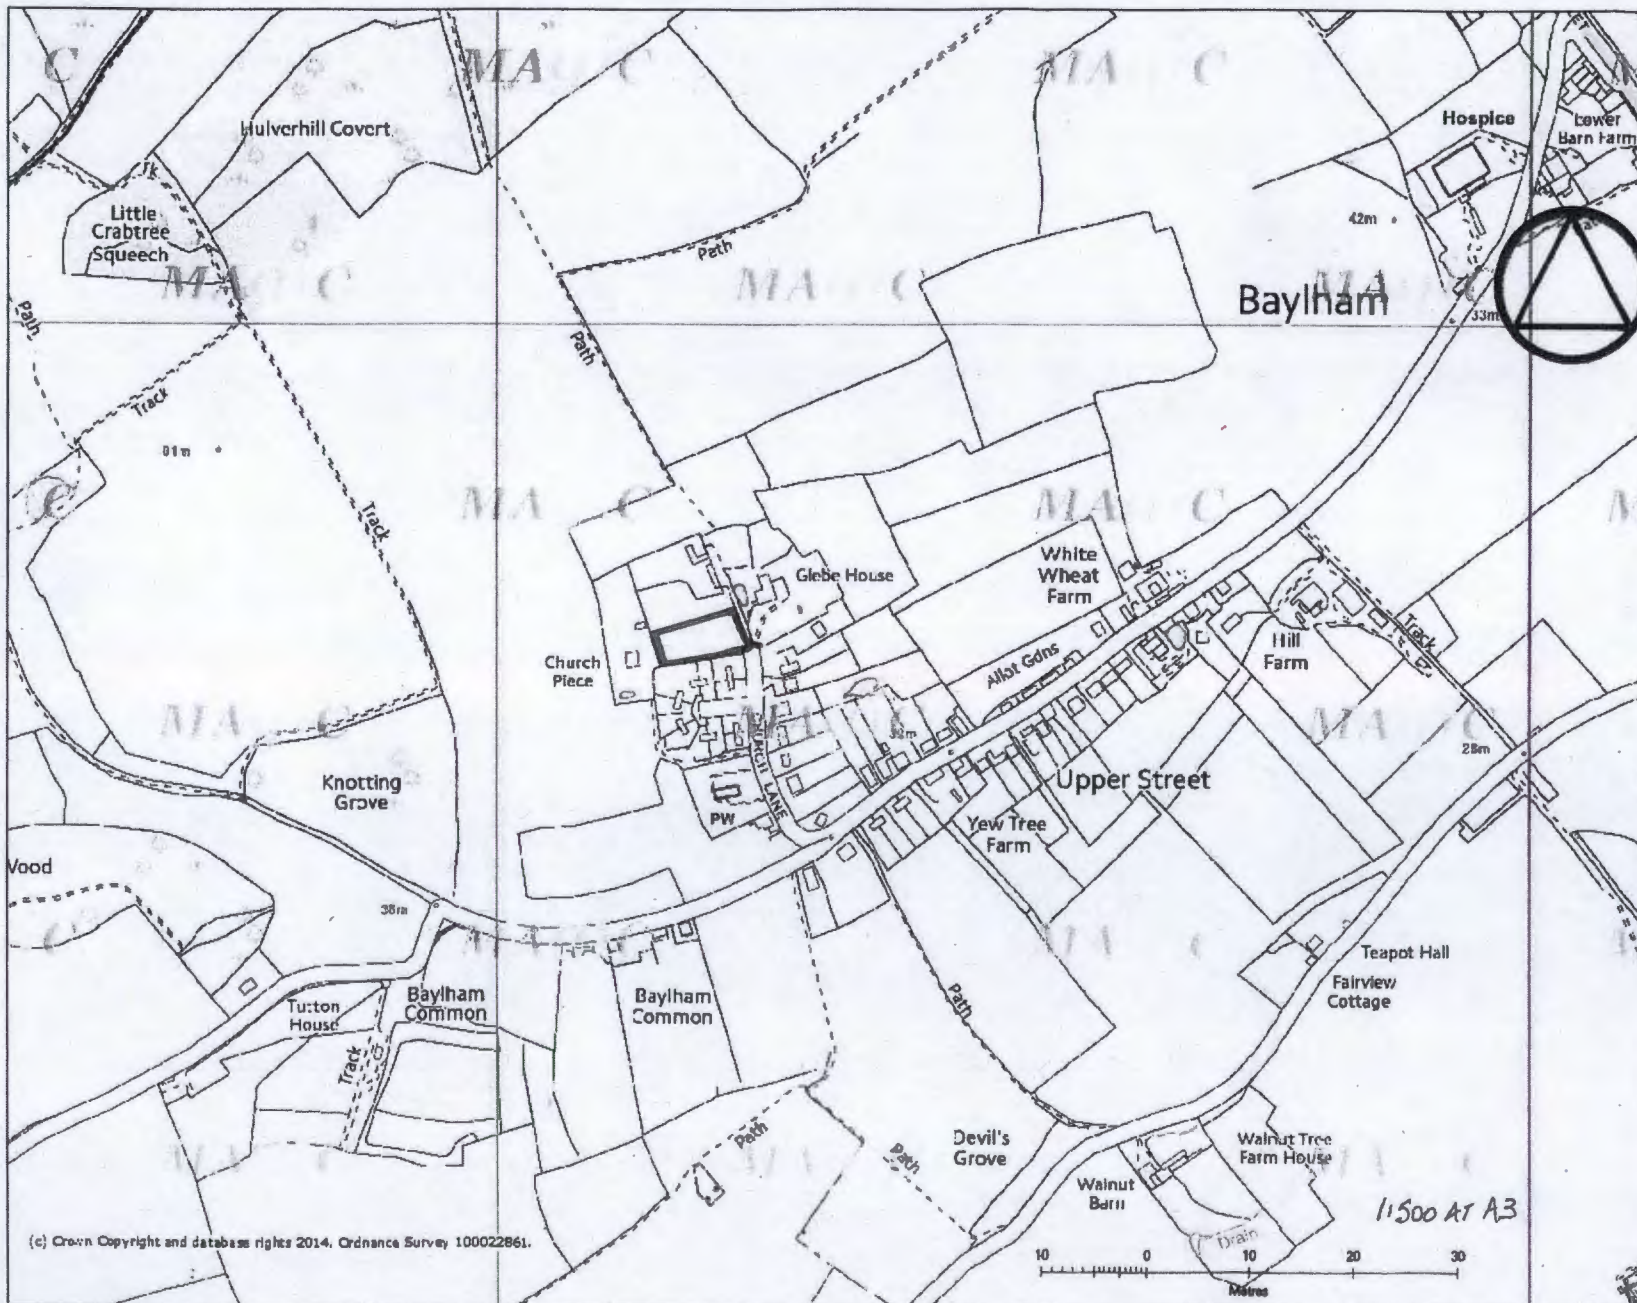 Hulverhill Covert
Hospice
Lower
Barn Farm
Little
Crabtree
Squeech
42m
Path
Baylham
33m
Path
Path
Track
91m
Track
White
Wheat
Farm
Glebe House
Church
Piece
Allot Gdns
Hill
Farm
Track
CHURCH LANE
28m
Knotting
Grove
Upper Street
PW
Yew Tree
Farm
Wood
38m
Teapot Hall
Fairview
Cottage
Tutton
House
Baylham
Common
Baylham
Common
Path
Track
Path
Path
Devil's
Grove
Walnut Tree
Farm House
Walnut
Barn
1:500 AT A3
Drain
(c) Crown Copyright and database rights 2014. Ordnance Survey 100022861.
10 0 10 20 30
Metres